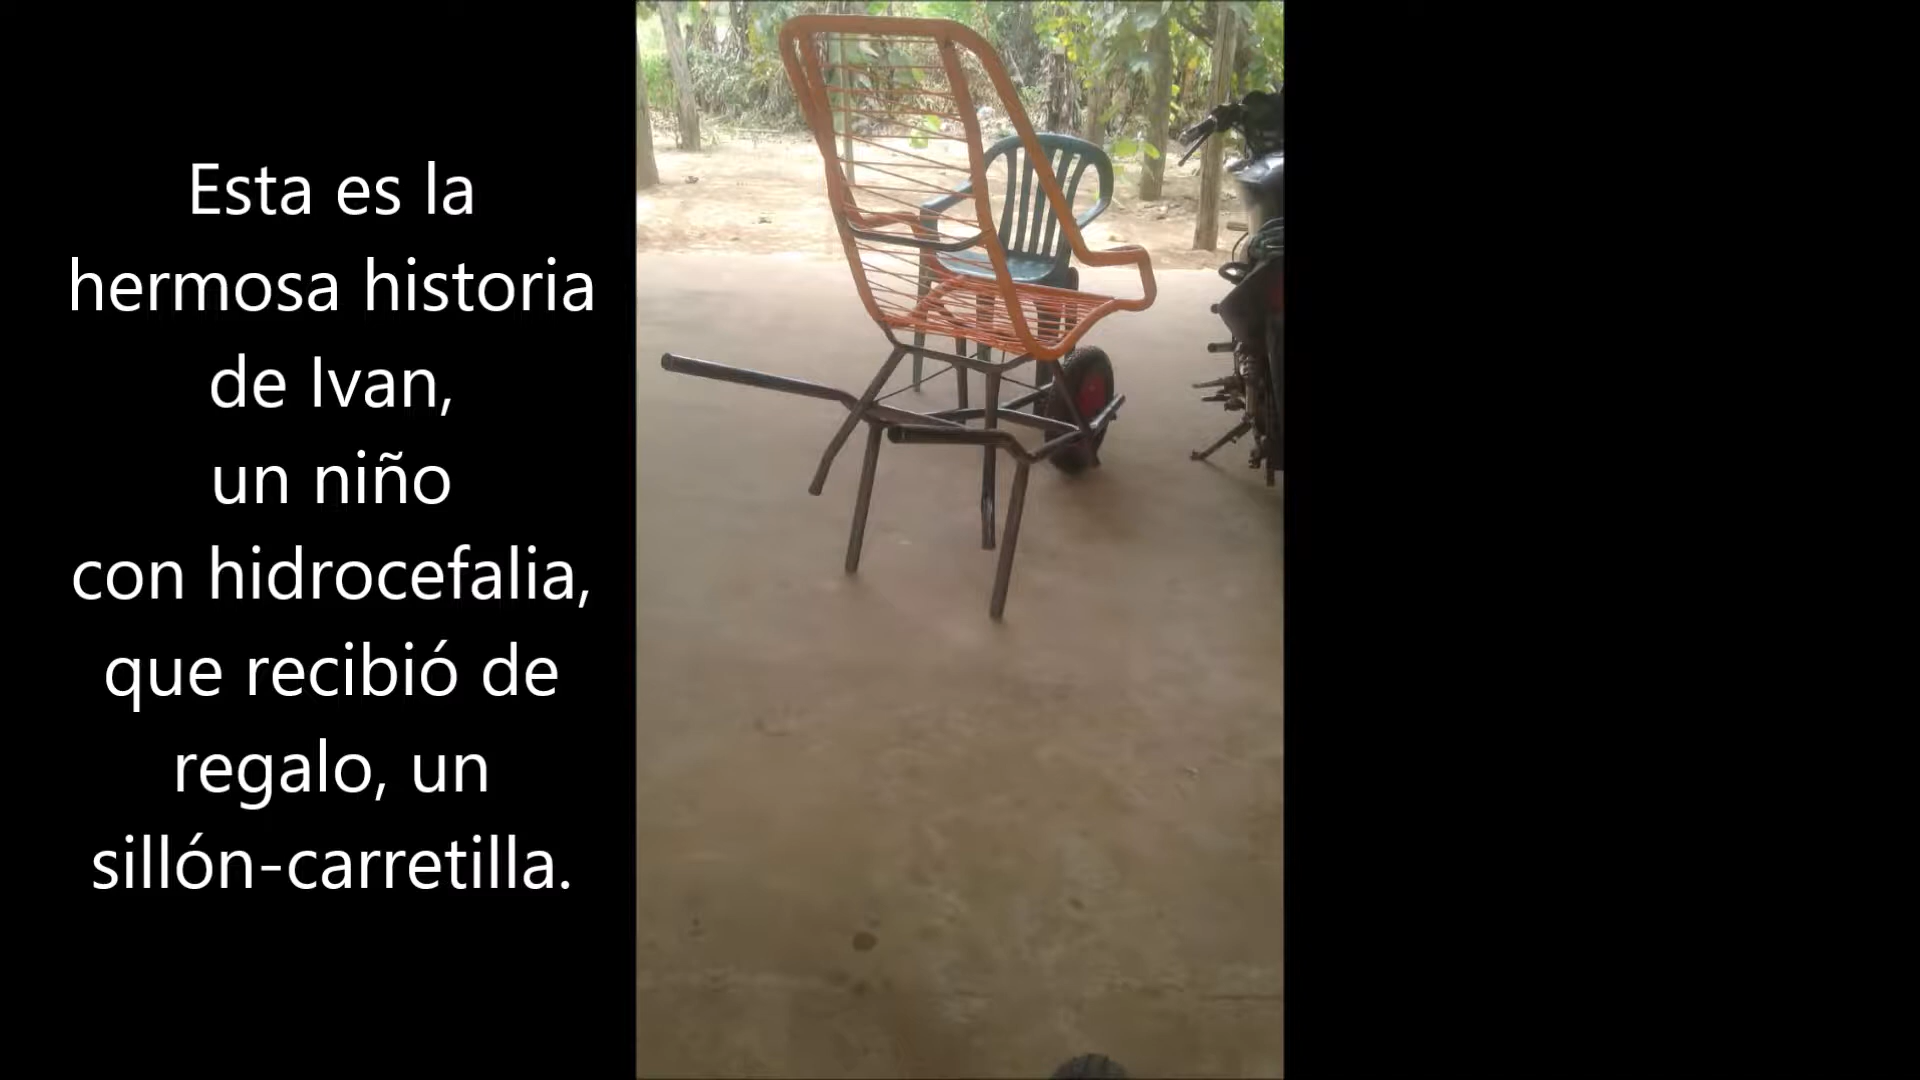 Esta es la
hermosa historia
de Ivan,
un niño
con hidrocefalia,
que recibió de
regalo, un
sillón-carretilla.